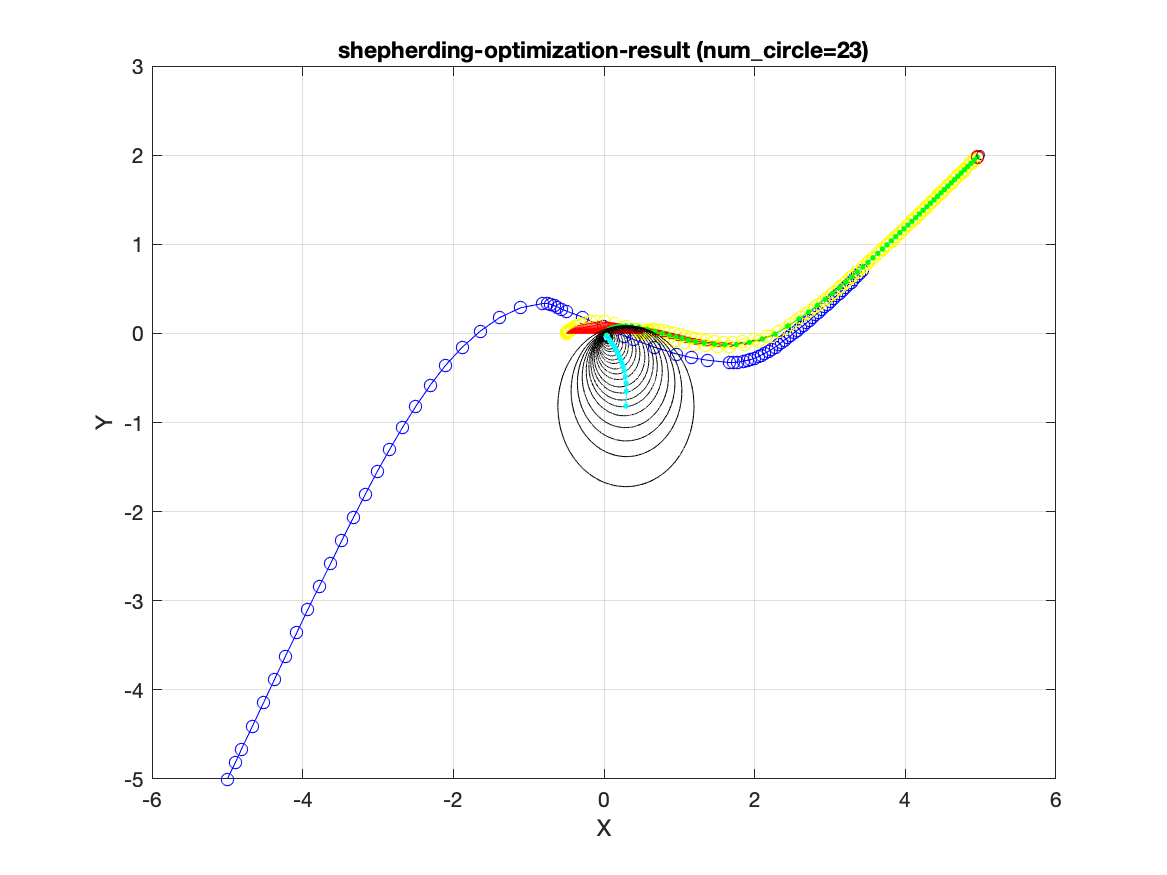 shepherding-optimization-result (num_circle=23)
3
2
1
0
-1
-2
-3
-4
-5
Y
-6 -4 -2 0 2 4 6
X